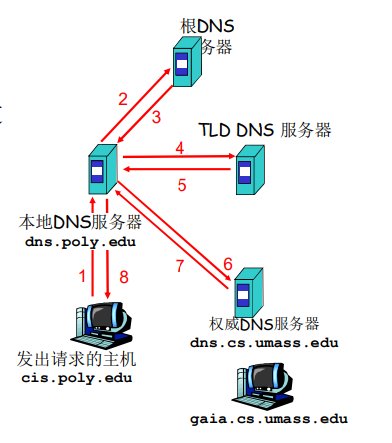 根DNS
务器
2
3
TLD DNS 服务器
4
5
本地DNS服务器
dns.poly.edu
1
8
7
6
权威DNS服务器
dns.cs.umass.edu
发出请求的主机
cis.poly.edu
gaia.cs.umass.edu